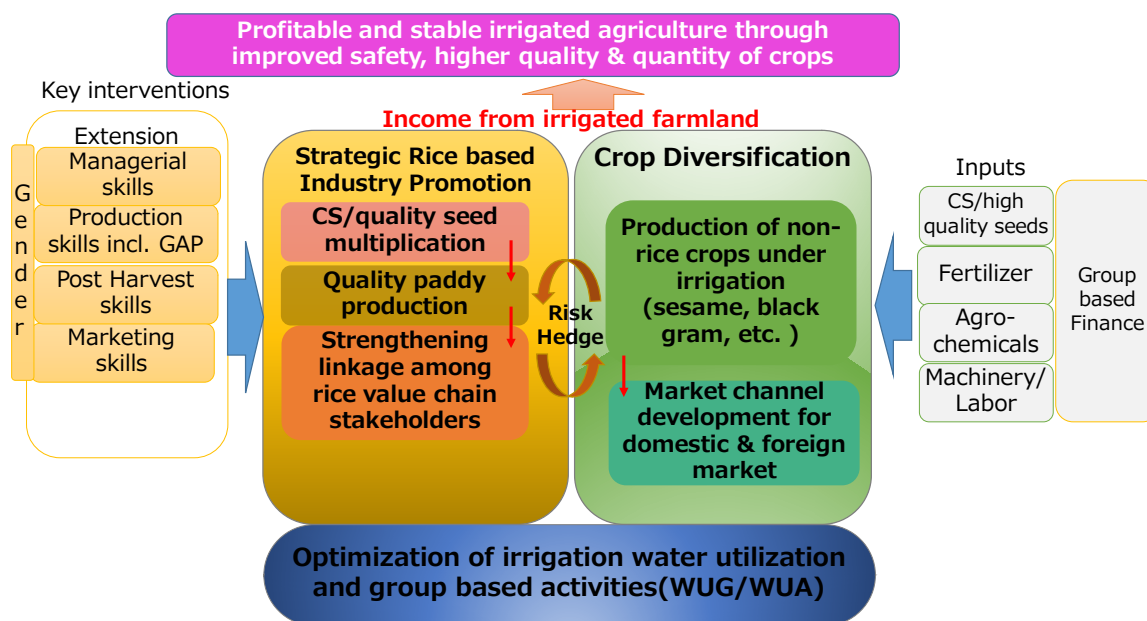 Profitable and stable irrigated agriculture through
improved safety, higher quality & quantity of crops
Key interventions
Income from irrigated farmland
Extension
Gender
Managerial
skills
Production
skills incl. GAP
Post Harvest
skills
Marketing
skills
Strategic Rice based
Industry Promotion
CS/quality seed
multiplication
Quality paddy
production
Strengthening
linkage among
rice value chain
stakeholders
Risk
Hedge
Crop Diversification
Production of non-
rice crops under
irrigation
(sesame, black
gram, etc. )
Market channel
development for
domestic & foreign
market
Inputs
CS/high
quality seeds
Fertilizer
Agro-
chemicals
Machinery/
Labor
Group
based
Finance
Optimization of irrigation water utilization
and group based activities(WUG/WUA)